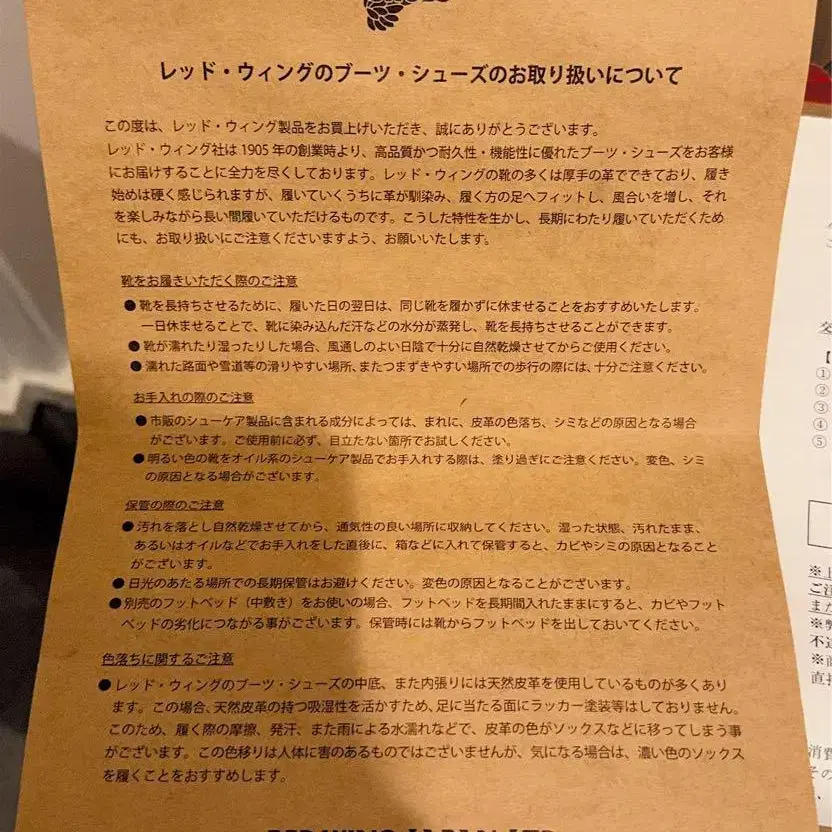 レッド・ウィングのブーツ・シューズのお取り扱いについて
この度は、レッド・ウィング製品をお買上げいただき、誠にありがとうございます。
レッド・ウィング社は1905年の創業時より、高品質かつ耐久性・機能性に優れたブーツ・シューズをお客様
にお届けすることに全力を尽くしております。レッド・ウィングの靴の多くは厚手の革でできており、履き
始めは硬く感じられますが、履いていくうちに革が馴染み、履く方の足へフィットし、風合いを増し、それ
を楽しみながら長い間履いていただけるものです。こうした特性を生かし、長期にわたり履いていただくため
にも、お取り扱いにご注意くださいますよう、お願いいたします。
靴をお履きいただく際のご注意
●靴を長持ちさせるために、履いた日の翌日は、同じ靴を履かずに休ませることをおすすめいたします。
一日休ませることで、靴に染み込んだ汗などの水分が蒸発し、靴を長持ちさせることができます。
●靴が濡れたり湿ったりした場合、風通しのよい日陰で十分に自然乾燥させてからご使用ください。
●濡れた路面や雪道等の滑りやすい場所、またつまずきやすい場所での歩行の際には、十分ご注意ください。
お手入れの際のご注意
●市販のシューケア製品に含まれる成分によっては、まれに、皮革の色落ち、シミなどの原因となる場合
がございます。ご使用前に必ず、目立たない箇所でお試しください。
●明るい色の靴をオイル系のシューケア製品でお手入れする際は、塗り過ぎにご注意ください。変色、シミ
の原因となる場合がございます。
保管の際のご注意
●汚れを落とし自然乾燥させてから、通気性の良い場所に収納してください。湿った状態、汚れたまま、
あるいはオイルなどでお手入れをした直後に、箱などに入れて保管すると、カビやシミの原因となること
がございます。
●日光のあたる場所での長期保管はお避けください。変色の原因となることがございます。
●別売のフットベッド（中敷き）をお使いの場合、フットベッドを長期間入れたままにすると、カビやフット
ベッドの劣化につながる事がございます。保管時には靴からフットベッドを出しておいてください。
色落ちに関するご注意
●レッド・ウィングのブーツ・シューズの中底、また内張りには天然皮革を使用しているものが多くあり
ます。この場合、天然皮革の持つ吸湿性を活かすため、足に当たる面にラッカー塗装等はしておりません。
このため、履く際の摩擦、発汗、また雨による水濡れなどで、皮革の色がソックスなどに移ってしまう事
がございます。この色移りは人体に害のあるものではございませんが、気になる場合は、濃い色のソックス
を履くことをおすすめします。
①
②
③
④
⑤
※上
ご注
また
※弊
不適
※商
直接
消費
その